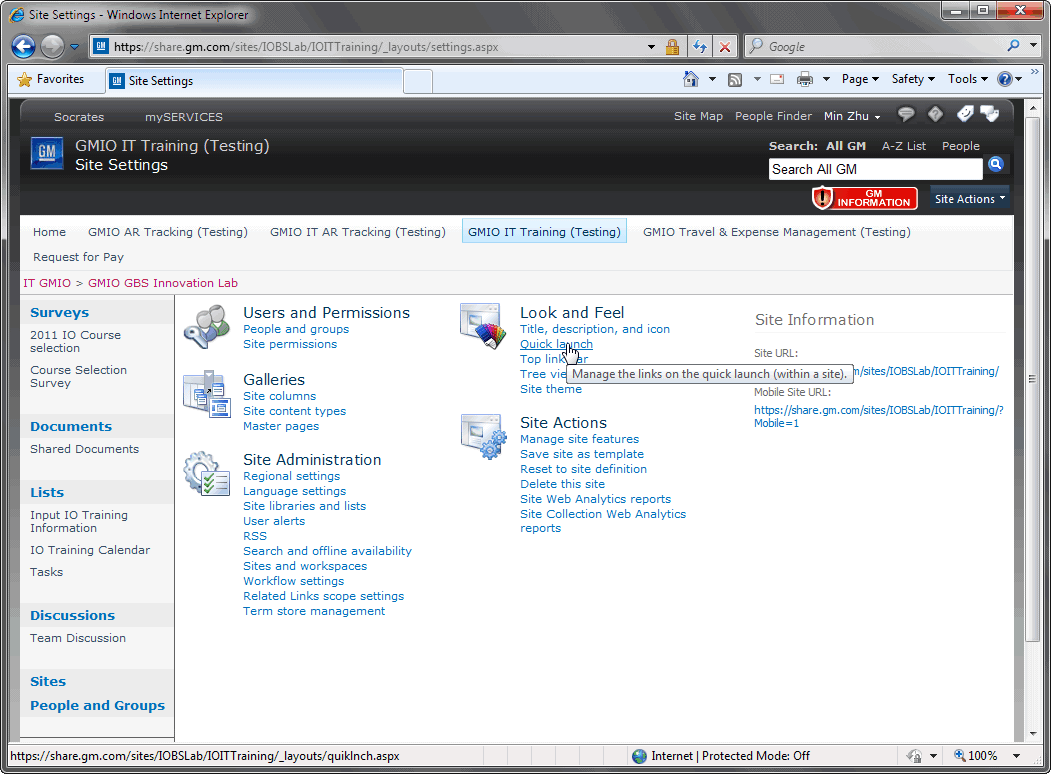 Site Settings - Windows Internet Explorer
https://share.gm.com/sites/IOBSLab/IOITTraining/_layouts/settings.aspx
Google
Favorites
GM Site Settings
Page Safety Tools
Socrates mySERVICES
Site Map People Finder Min Zhu
GM
GMIO IT Training (Testing)
Site Settings
Search: All GM A-Z List People
Search All GM
GM
INFORMATION
Site Actions
Home GMIO AR Tracking (Testing) GMIO IT AR Tracking (Testing) GMIO IT Training (Testing) GMIO Travel & Expense Management (Testing)
Request for Pay
IT GMIO > GMIO GBS Innovation Lab
Surveys
2011 IO Course
selection
Course Selection
Survey
Documents
Shared Documents
Lists
Input IO Training
Information
IO Training Calendar
Tasks
Discussions
Team Discussion
Sites
People and Groups
Users and Permissions
People and groups
Site permissions
Galleries
Site columns
Site content types
Master pages
Site Administration
Regional settings
Language settings
Site libraries and lists
User alerts
RSS
Search and offline availability
Sites and workspaces
Workflow settings
Related Links scope settings
Term store management
Look and Feel
Title, description, and icon
Quick launch
Top link bar
Tree vie
Manage the links on the quick launch (within a site).
Site theme
Site Actions
Manage site features
Save site as template
Reset to site definition
Delete this site
Site Web Analytics reports
Site Collection Web Analytics
reports
Site Information
Site URL:
m/sites/IOBSLab/IOITTraining/
Mobile Site URL:
https://share.gm.com/sites/IOBSLab/IOITTraining/?
Mobile=1
https://share.gm.com/sites/IOBSLab/IOITTraining/_layouts/quiklnch.aspx
Internet | Protected Mode: Off
100%